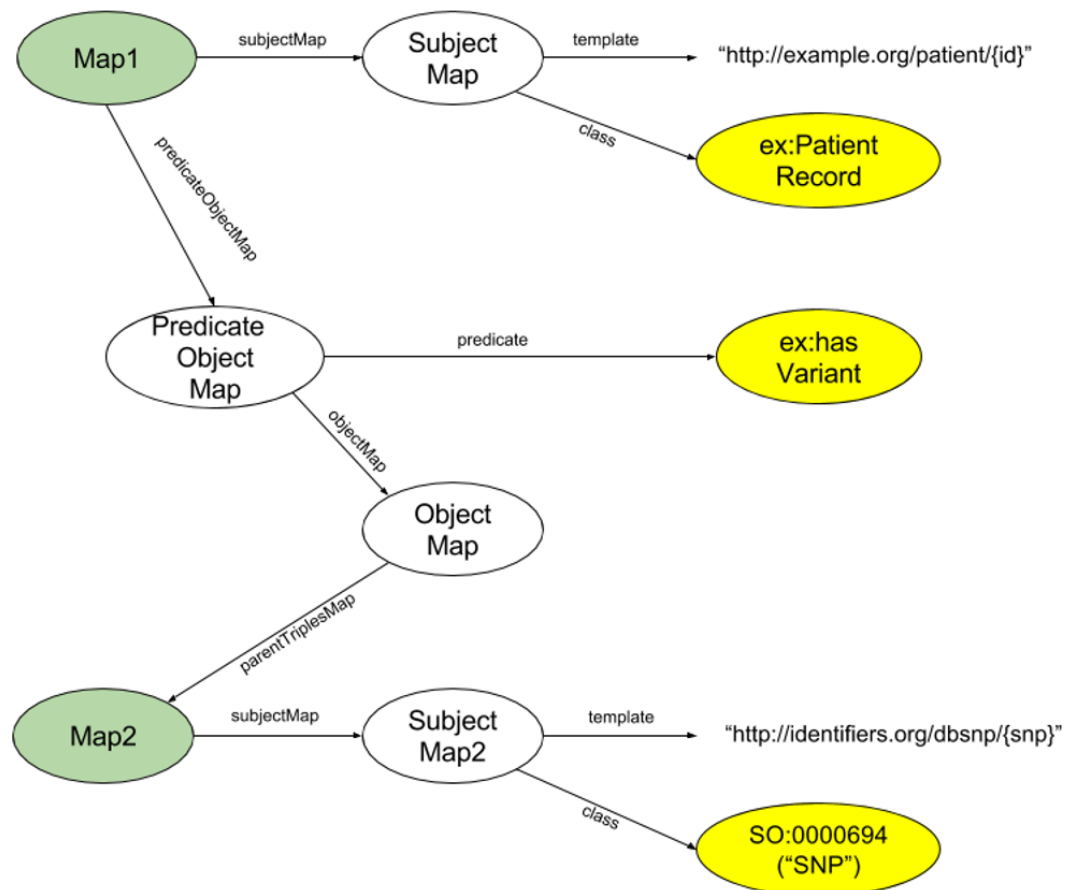 Map1
subjectMap
Subject
Map
template
“http://example.org/patient/{id}”
class
ex:Patient
Record
predicateObjectMap
Predicate
Object
Map
predicate
ex:has
Variant
objectMap
Object
Map
parentTriplesMap
Map2
subjectMap
Subject
Map2
template
“http://identifiers.org/dbsnp/{snp}”
class
SO:0000694
(“SNP”)